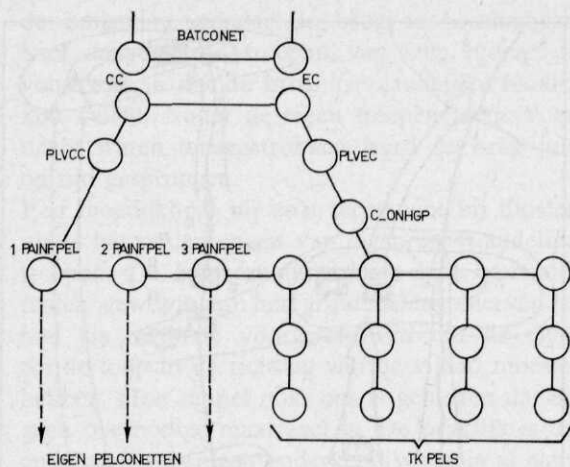 BATCONET
CC EC
PLVCC PLVEC
C_ONHGP
1 PAINFPEL 2 PAINFPEL 3 PAINFPEL
EIGEN PELCONETTEN TK PELS